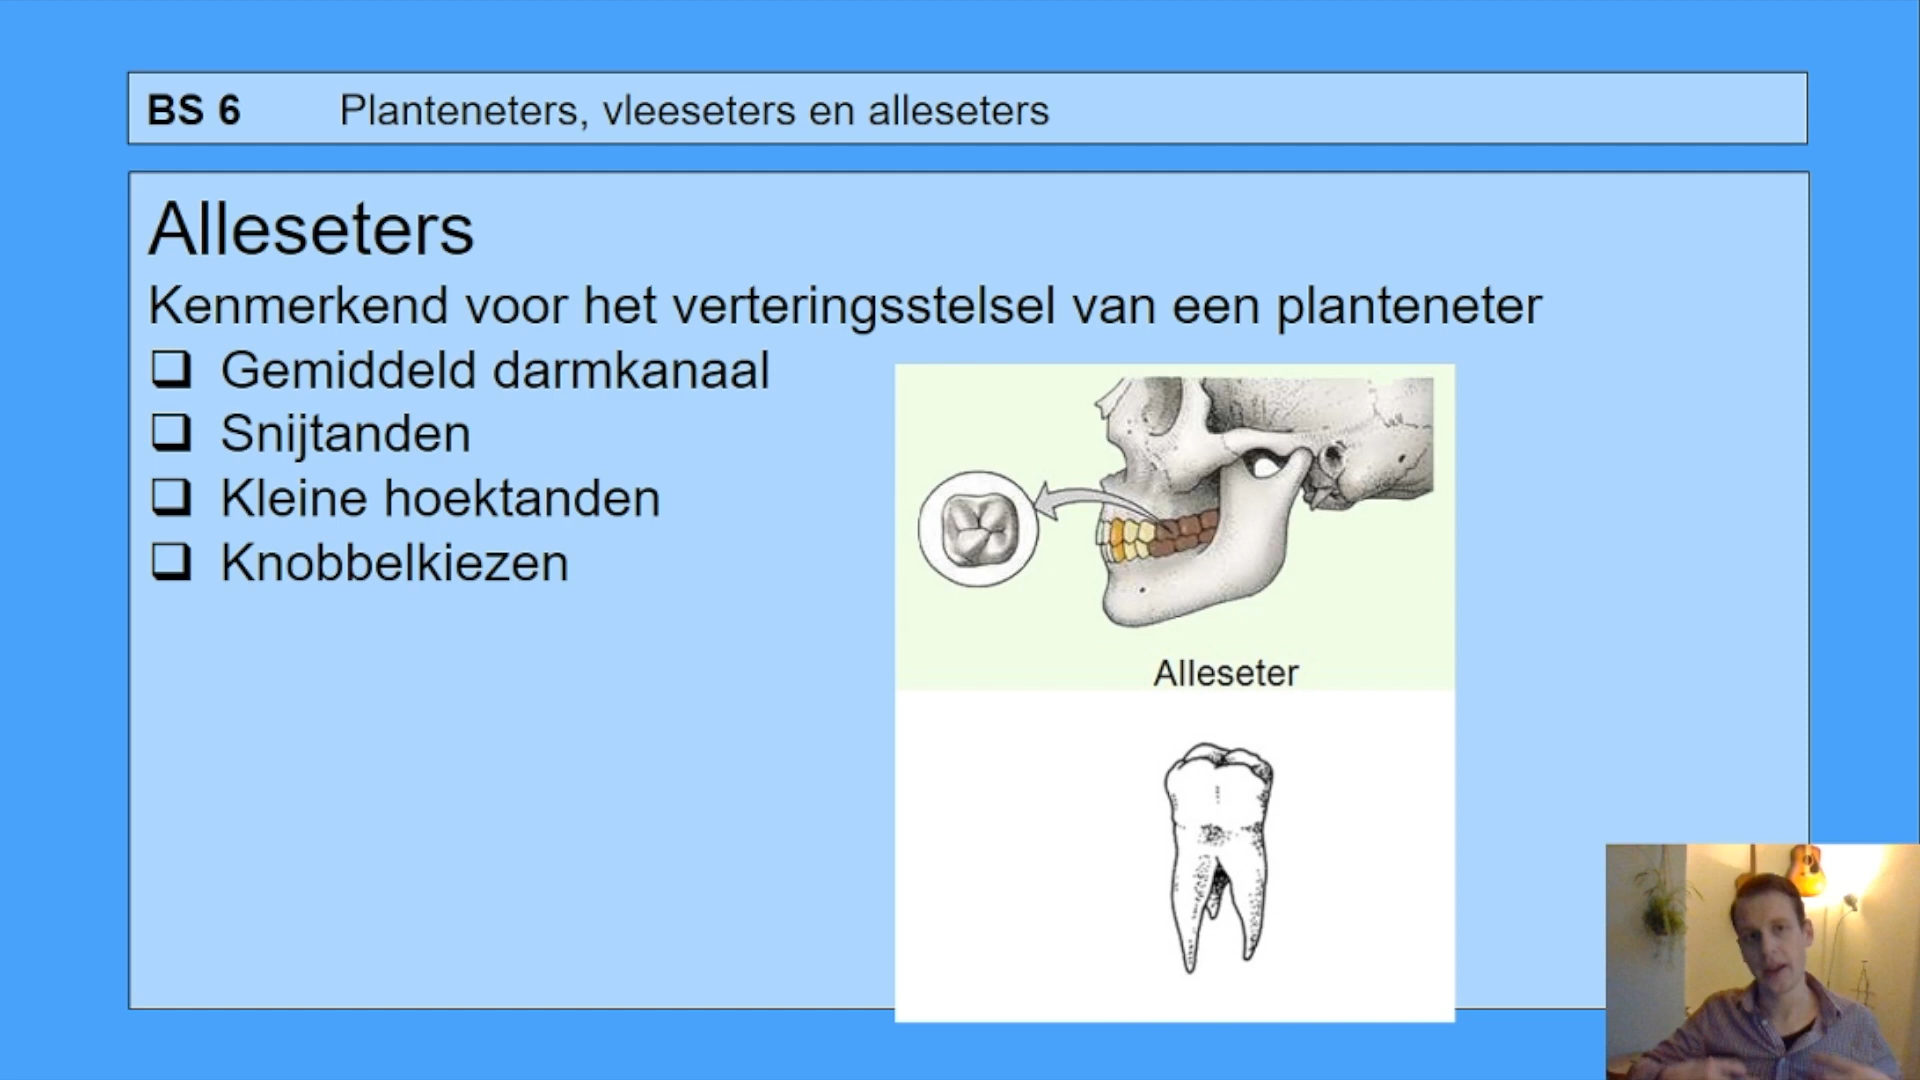 BS 6 Planteneters, vleeseters en alleseters
Alleseters
Kenmerkend voor het verteringsstelsel van een planteneter
Gemiddeld darmkanaal
Snijtanden
Kleine hoektanden
Knobbelkiezen
Alleseter